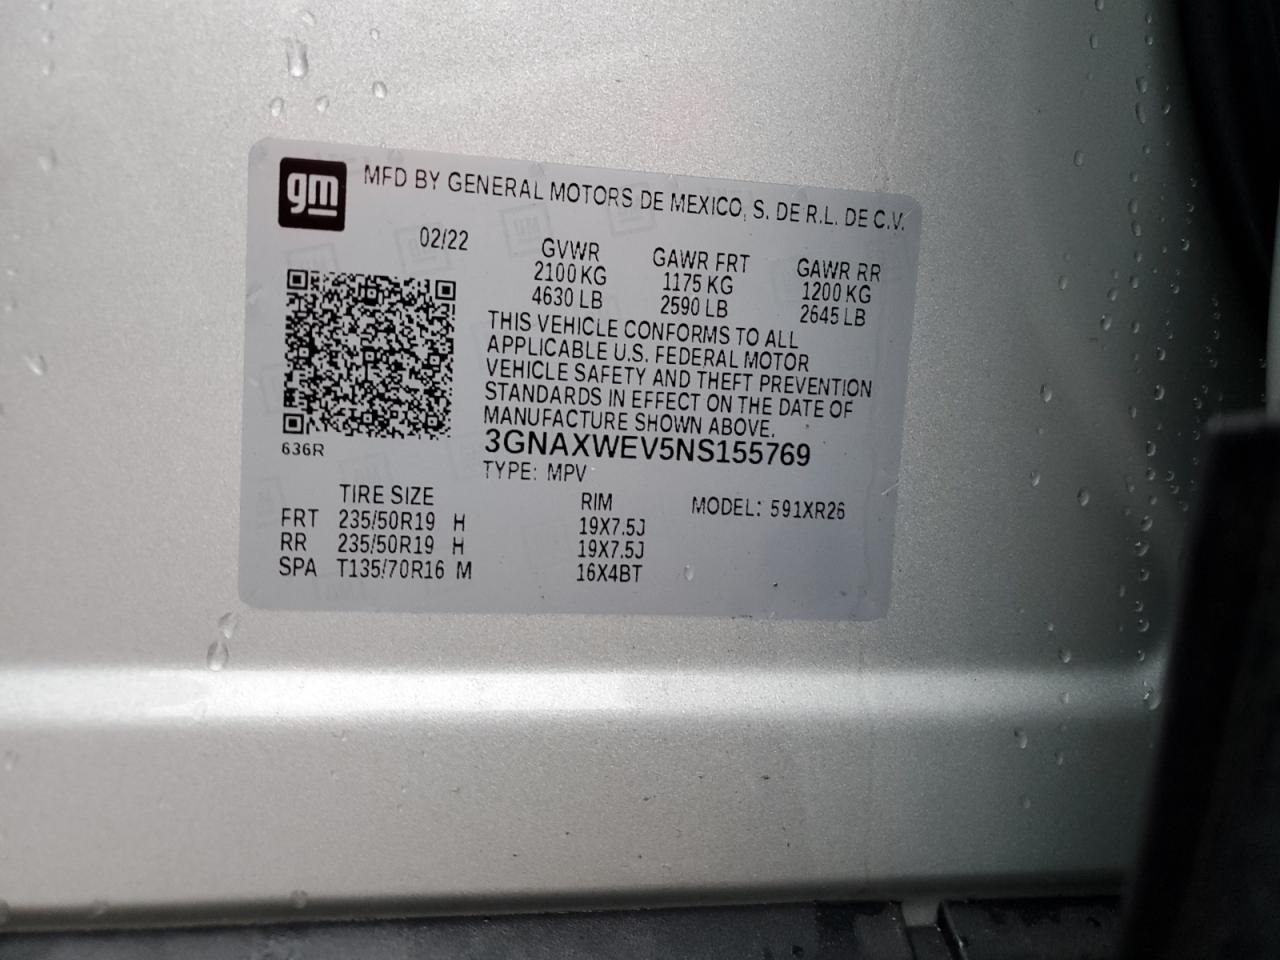 gm MFD BY GENERAL MOTORS DE MEXICO, S. DE R.L. DE C.V.
02/22 GVWR GAWR FRT GAWR RR
2100 KG 1175 KG 1200 KG
4630 LB 2590 LB 2645 LB
THIS VEHICLE CONFORMS TO ALL
APPLICABLE U.S. FEDERAL MOTOR
VEHICLE SAFETY AND THEFT PREVENTION
STANDARDS IN EFFECT ON THE DATE OF
MANUFACTURE SHOWN ABOVE.
636R 3GNAXWEV5NS155769
TYPE: MPV
TIRE SIZE RIM MODEL: 591XR26
FRT 235/50R19 H 19X7.5J
RR 235/50R19 H 19X7.5J
SPA T135/70R16 M 16X4BT